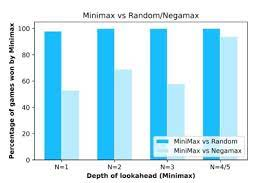 Minimax vs Random/Negamax
Percentage of games won by Minimax
100
80
60
40
20
0
MiniMax vs Random
MiniMax vs Negamax
N=1
N=2
N=3
N=4/5
Depth of lookahead (Minimax)